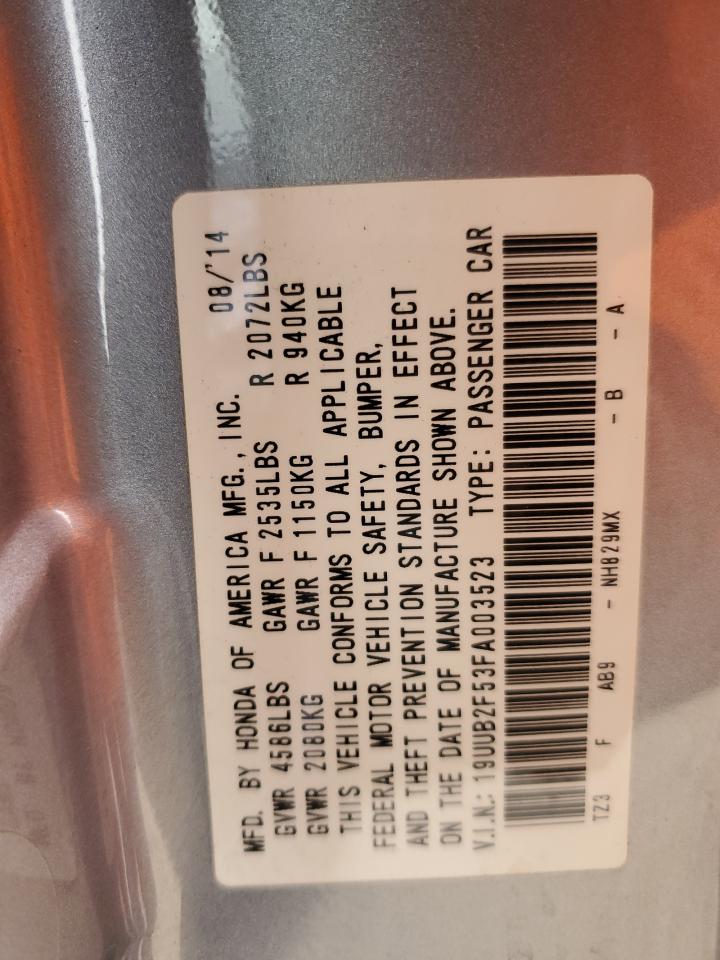 MFD. BY HONDA OF AMERICA MFG., INC. 08/'14
GVWR 4586LBS GAWR F 2535LBS R 2072LBS
GVWR 2080KG GAWR F 1150KG R 940KG
THIS VEHICLE CONFORMS TO ALL APPLICABLE
FEDERAL MOTOR VEHICLE SAFETY, BUMPER,
AND THEFT PREVENTION STANDARDS IN EFFECT
ON THE DATE OF MANUFACTURE SHOWN ABOVE.
V.I.N.: 19UUB2F53FA003523 TYPE: PASSENGER CAR
TZ3 F AB9 - NH829MX - B - A